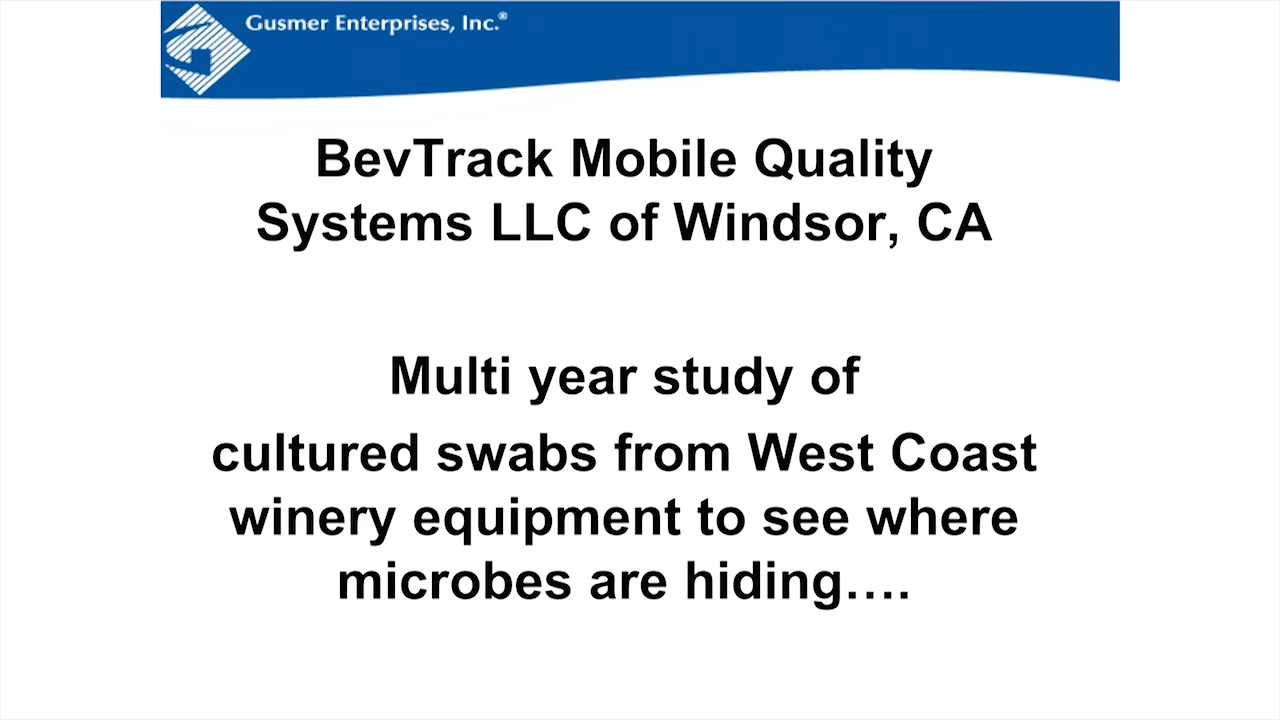 Gusmer Enterprises, Inc.®
BevTrack Mobile Quality
Systems LLC of Windsor, CA
Multi year study of
cultured swabs from West Coast
winery equipment to see where
microbes are hiding….